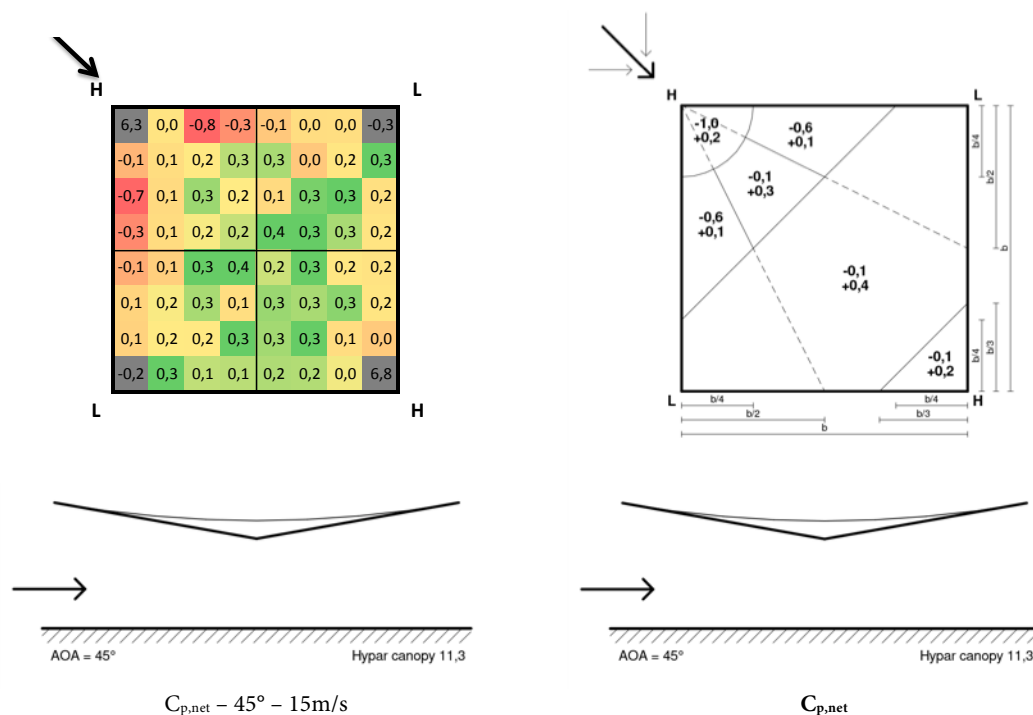 H L
6,3 0,0 -0,8 -0,3 -0,1 0,0 0,0 -0,3
-0,1 0,1 0,2 0,3 0,3 0,0 0,2 0,3
-0,7 0,1 0,3 0,2 0,1 0,3 0,3 0,2
-0,3 0,1 0,2 0,2 0,4 0,3 0,3 0,2
-0,1 0,1 0,3 0,4 0,2 0,3 0,2 0,2
0,1 0,2 0,3 0,1 0,3 0,3 0,3 0,2
0,1 0,2 0,2 0,3 0,3 0,3 0,1 0,0
-0,2 0,3 0,1 0,1 0,2 0,2 0,0 6,8
L H
AOA = 45° Hypar canopy 11,3
Cp,net – 45° – 15m/s
H L
-1,0
+0,2
-0,6
+0,1
-0,1
+0,3
-0,6
+0,1
-0,1
+0,4
-0,1
+0,2
b/4
b/2
b
b/4
b/3
L H
b/4 b/4
b/2 b/3
b
AOA = 45° Hypar canopy 11,3
Cp,net